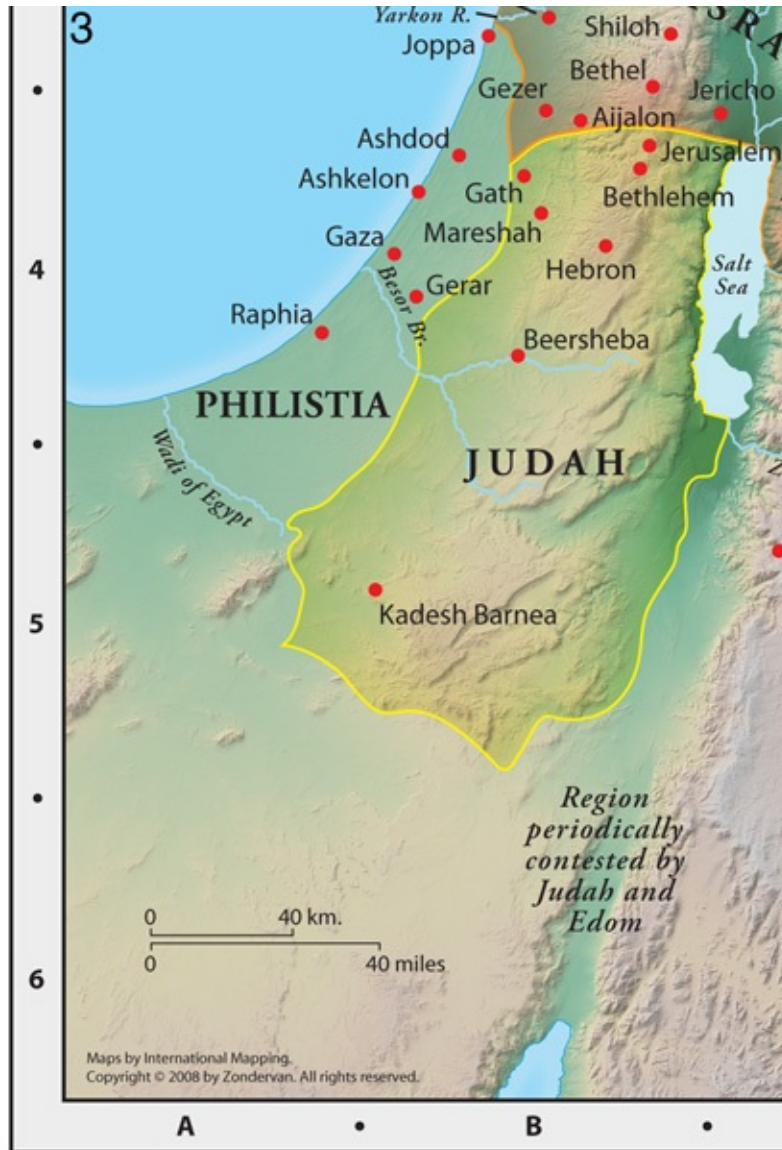 3
Yarkon R.
Joppa
Shiloh
Bethel
Gezer
Jericho
Aijalon
Ashdod
Jerusalem
Ashkelon
Gath
Bethlehem
Mareshah
Gaza
4
Hebron
Salt
Sea
Besor Br.
Gerar
Raphia
Beersheba
PHILISTIA
Wadi of Egypt
JUDAH
5
Kadesh Barnea
Region
periodically
contested by
Judah and
Edom
0 40 km.
0 40 miles
6
Maps by International Mapping.
Copyright © 2008 by Zondervan. All rights reserved.
A • B •